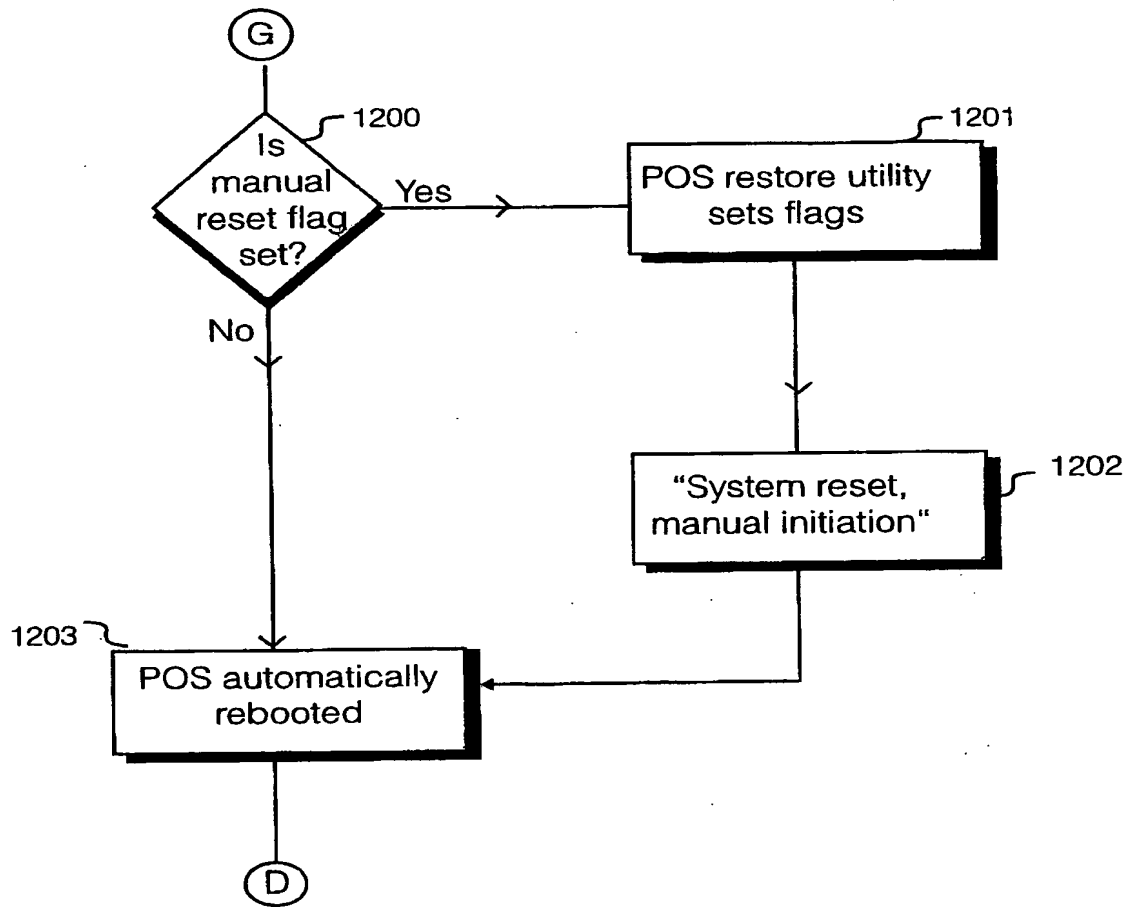 G
1200
Is
manual
reset flag
set?
Yes
No
1201
POS restore utility
sets flags
1202
“System reset,
manual initiation“
1203
POS automatically
rebooted
D